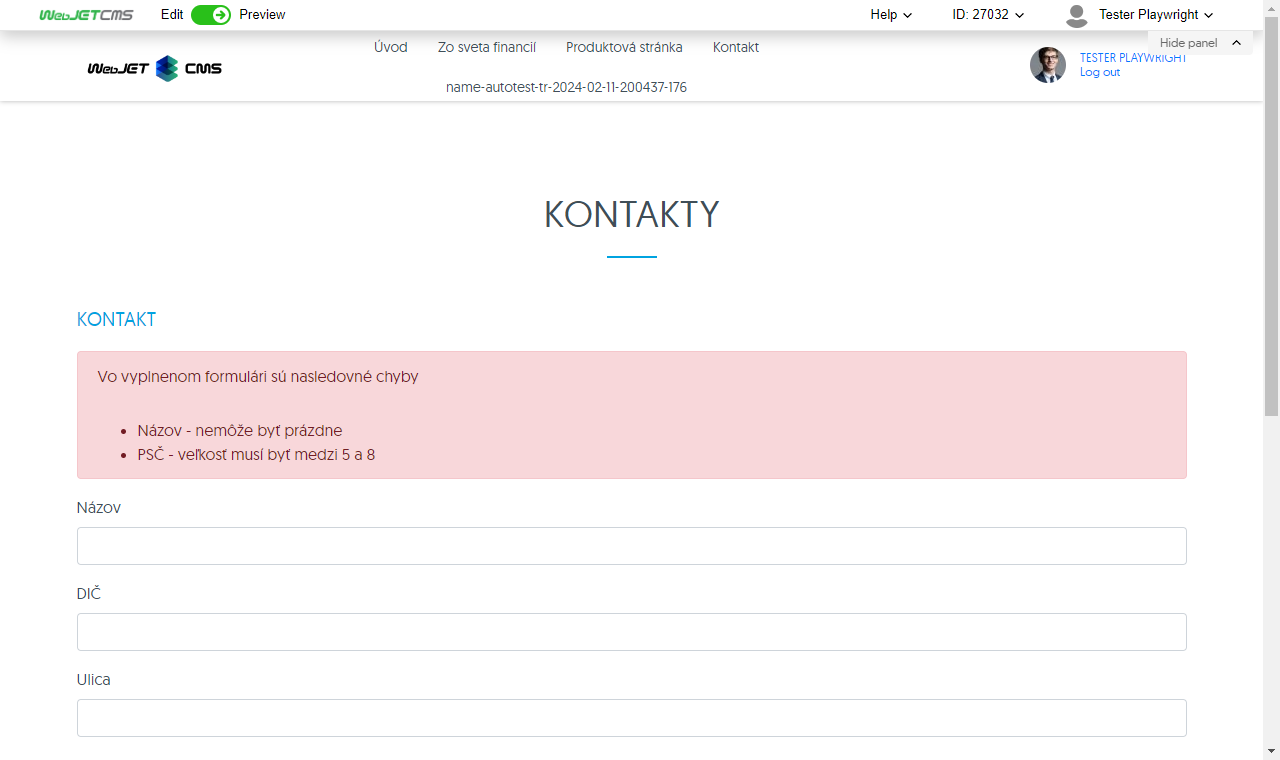 WebJETCMS Edit Preview Help ID: 27032 Tester Playwright
Hide panel
WebJET CMS
Úvod Zo sveta financií Produktová stránka Kontakt
name-autotest-tr-2024-02-11-200437-176
TESTER PLAYWRIGHT
Log out
KONTAKTY
KONTAKT
Vo vyplnenom formulári sú nasledovné chyby
Názov - nemôže byť prázdne
PSČ - veľkosť musí byť medzi 5 a 8
Názov
DIČ
Ulica